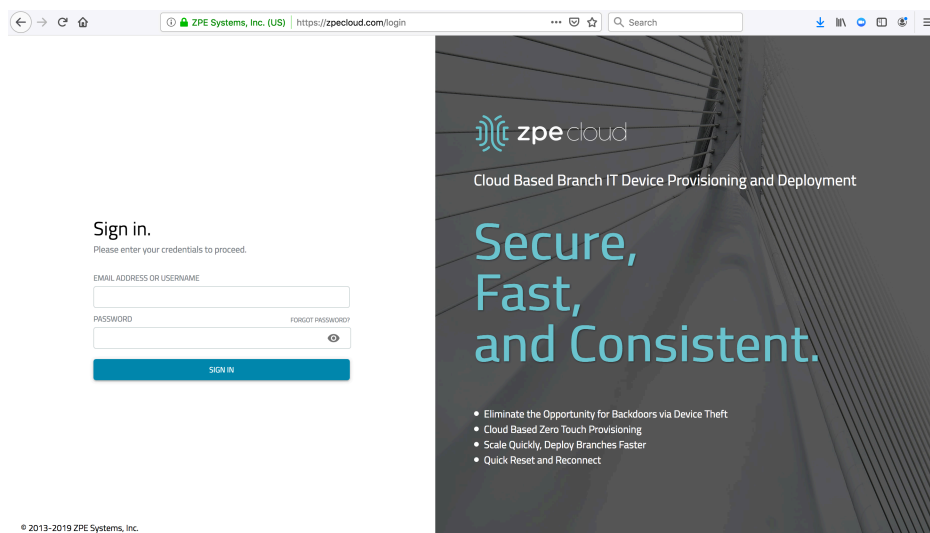 ZPE Systems, Inc. (US)
https://zpecloud.com/login
Search
Sign in.
Please enter your credentials to proceed.
EMAIL ADDRESS OR USERNAME
PASSWORD
FORGOT PASSWORD?
SIGN IN
© 2013-2019 ZPE Systems, Inc.
zpe cloud
Cloud Based Branch IT Device Provisioning and Deployment
Secure,
Fast,
and Consistent.
Eliminate the Opportunity for Backdoors via Device Theft
Cloud Based Zero Touch Provisioning
Scale Quickly, Deploy Branches Faster
Quick Reset and Reconnect